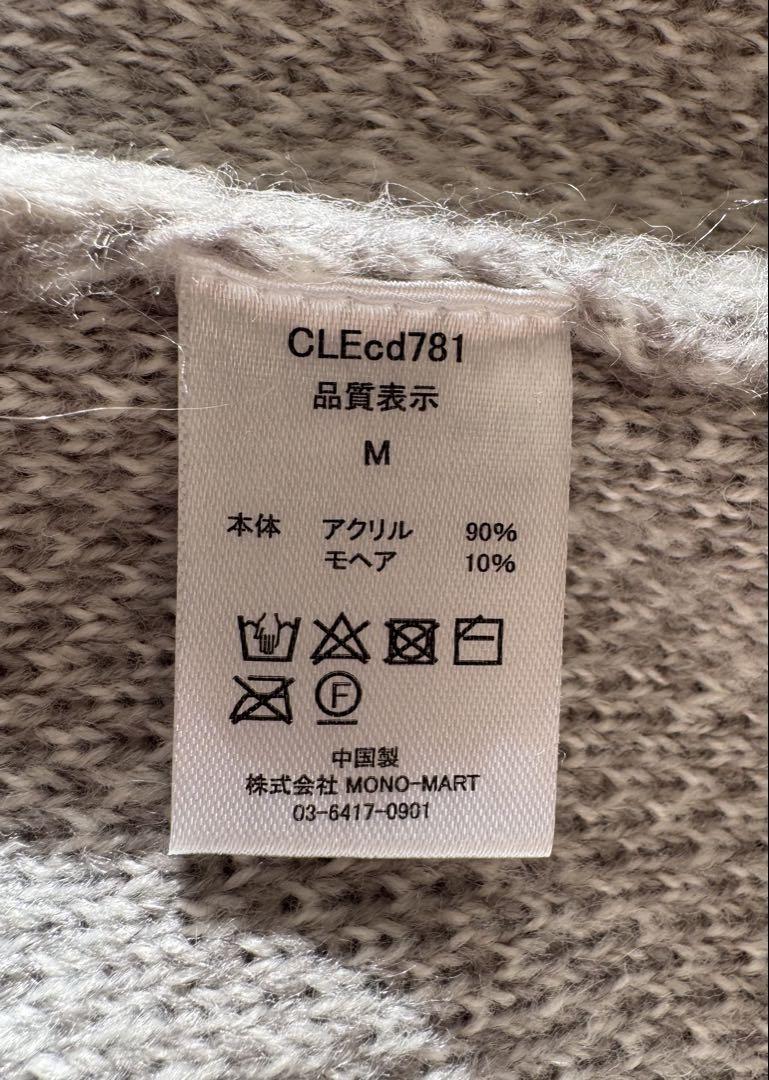 CLEcd781
品質表示
M
本体 アクリル 90%
モヘア 10%
F
中国製
株式会社 MONO-MART
03-6417-0901